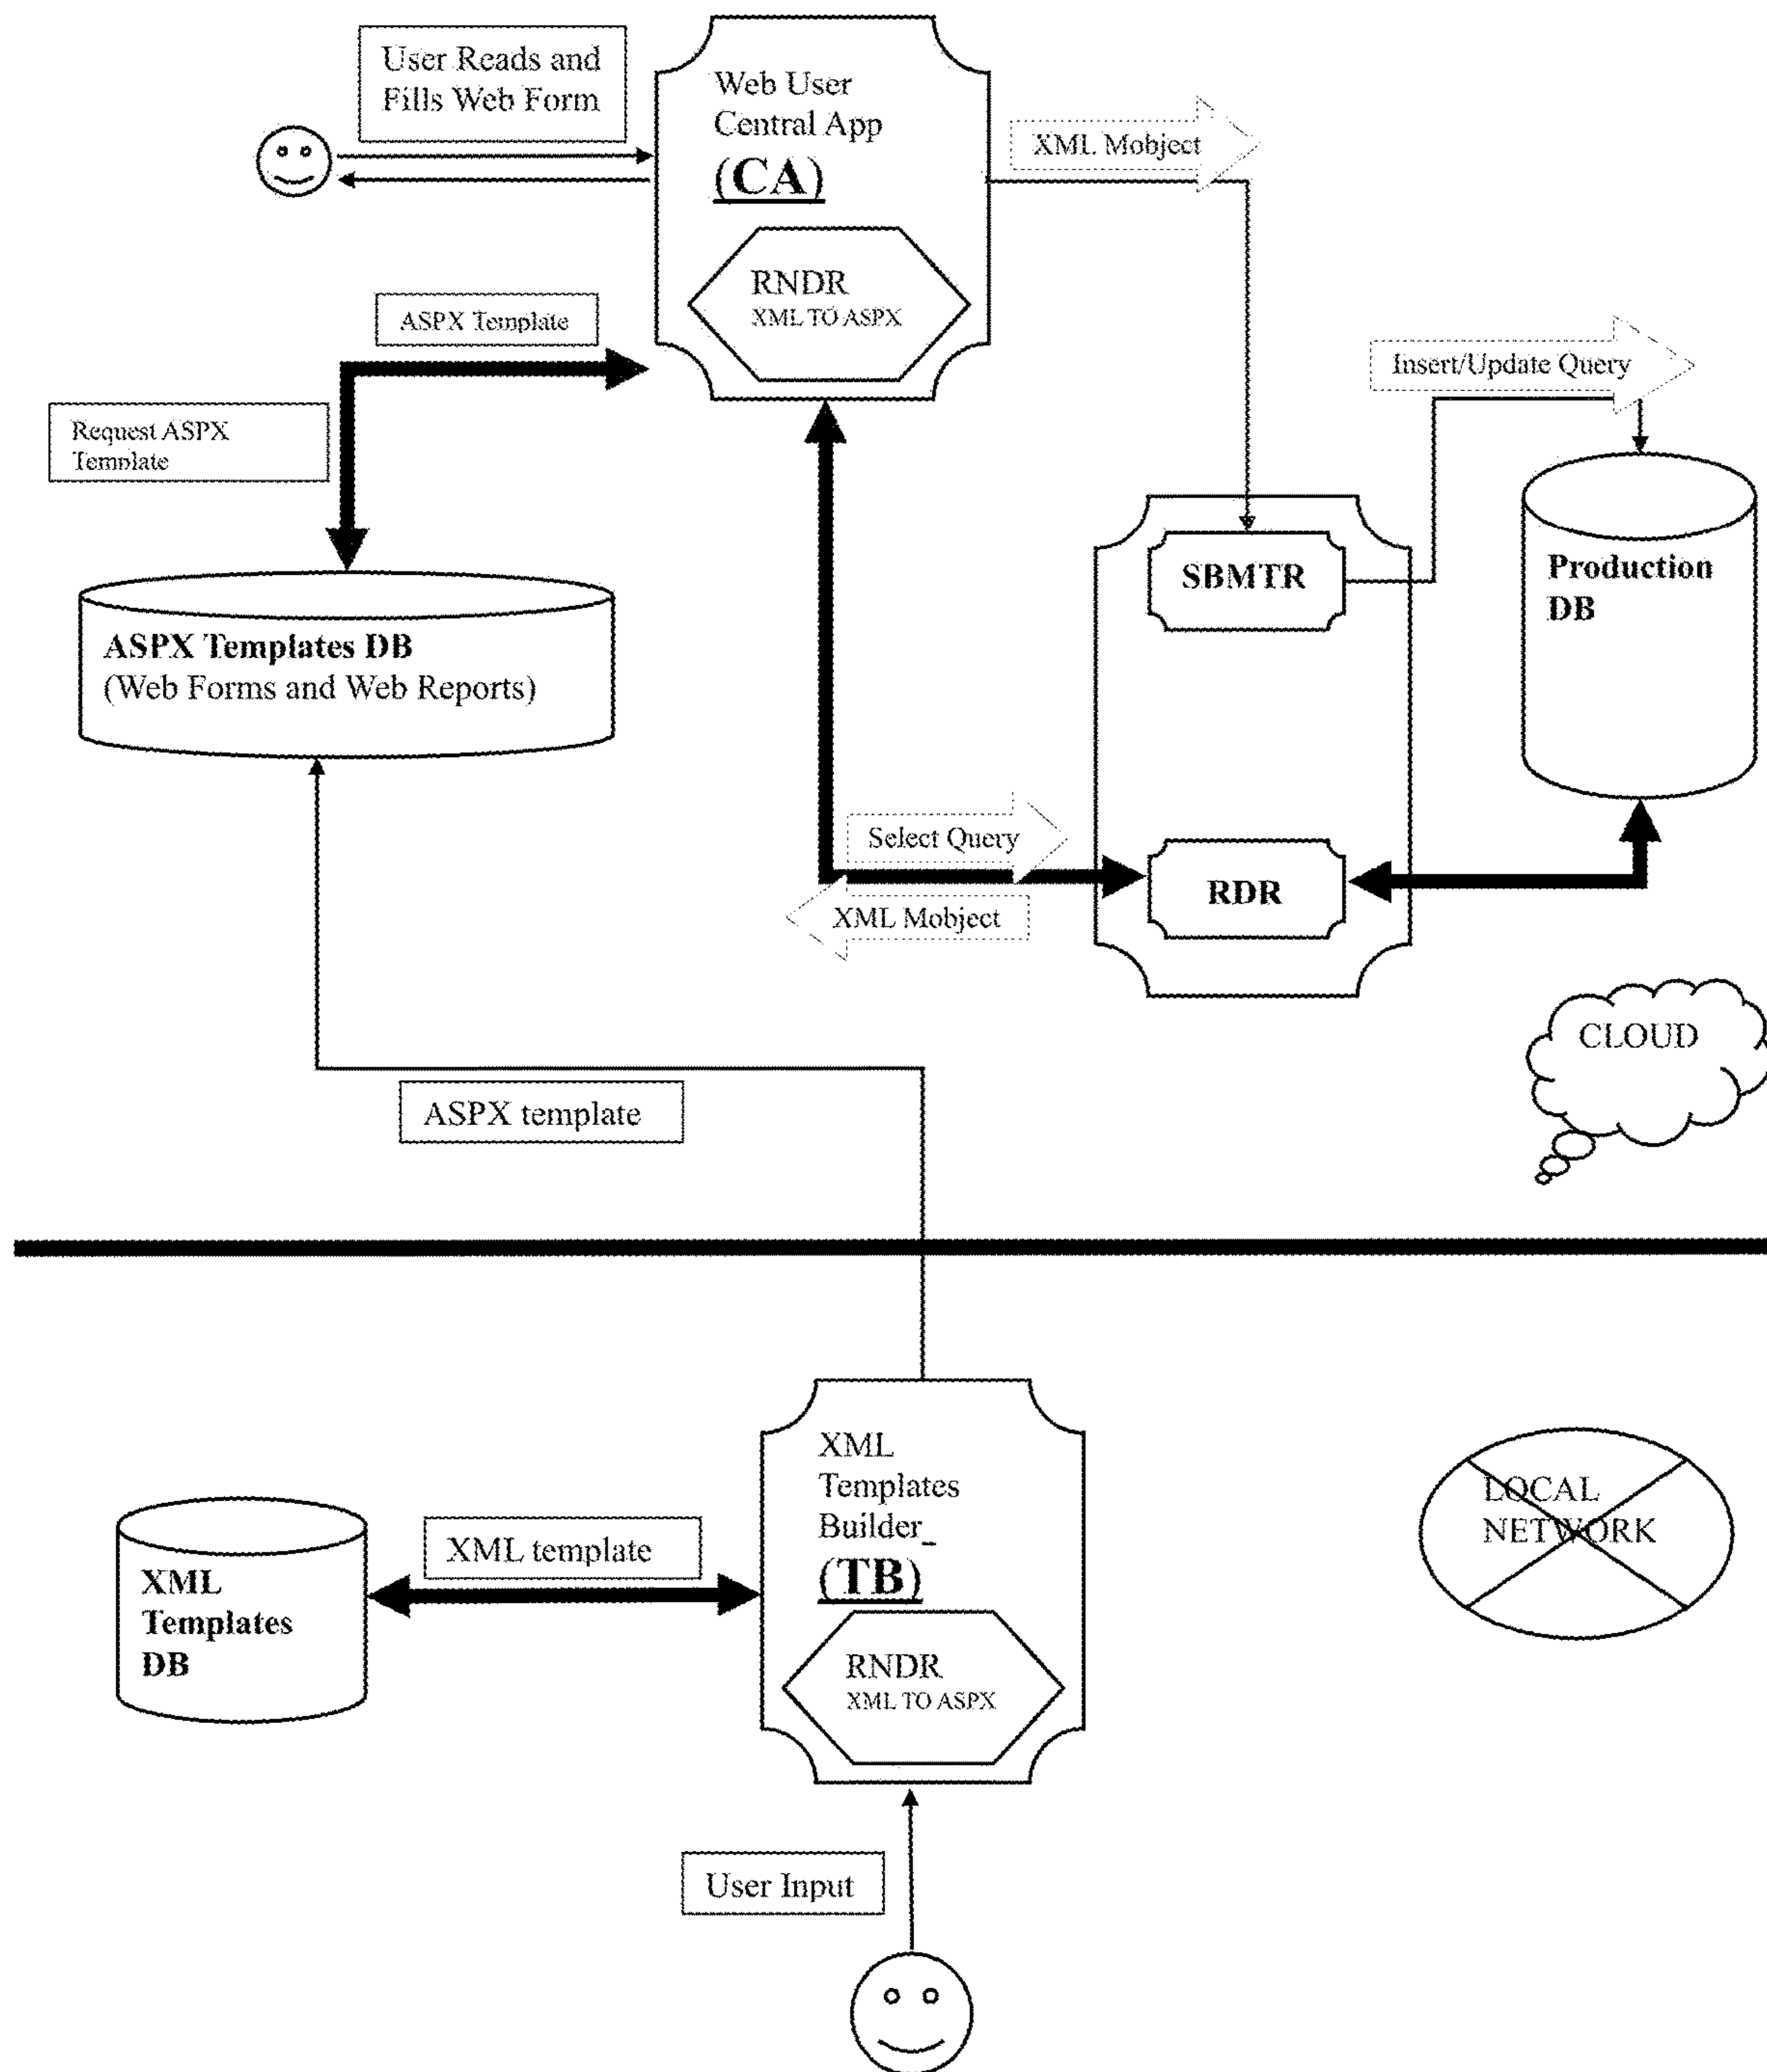 User Reads and
Fills Web Form
Web User
Central App
(CA)
RNDR
XML TO ASPX
XML Mobject
ASPX Template
Request ASPX
Template
Insert/Update Query
ASPX Templates DB
(Web Forms and Web Reports)
SBMTR
Production
DB
Select Query
XML Mobject
RDR
CLOUD
ASPX template
XML
Templates
Builder
(TB)
RNDR
XML TO ASPX
XML template
XML
Templates
DB
LOCAL
NETWORK
User Input